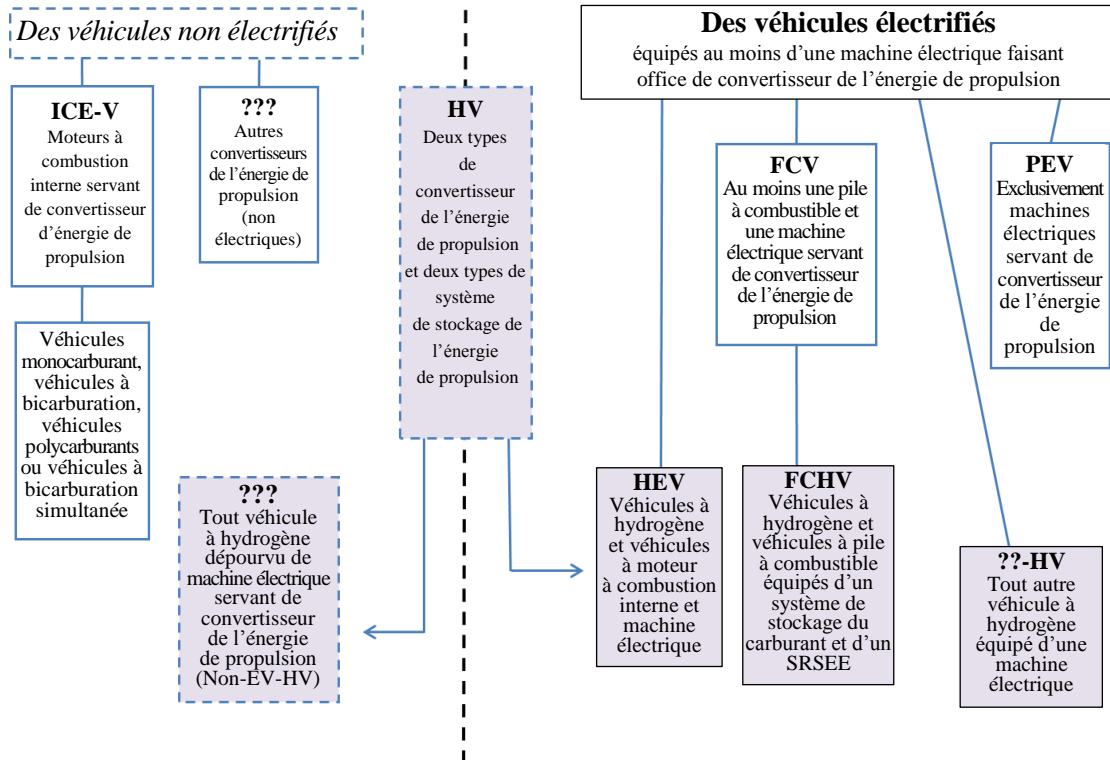 Des véhicules non électrifiés
ICE-V
Moteurs à
combustion
interne servant
de convertisseur
d'énergie de
propulsion
???
Autres
convertisseurs
de l'énergie de
propulsion
(non
électriques)
Véhicules
monocarburant,
véhicules à
bicarburation,
véhicules
polycarburants
ou véhicules à
bicarburation
simultanée
???
Tout véhicule
à hydrogène
dépourvu de
machine électrique
servant de
convertisseur
de l'énergie
de propulsion
(Non-EV-HV)
HV
Deux types
de
convertisseur
de l'énergie
de propulsion
et deux types de
système
de stockage de
l'énergie
de propulsion
Des véhicules électrifiés
équipés au moins d'une machine électrique faisant
office de convertisseur de l'énergie de propulsion
FCV
Au moins une pile
à combustible et
une machine
électrique servant
de convertisseur
de l'énergie de
propulsion
PEV
Exclusivement
machines
électriques
servant de
convertisseur
de l'énergie
de
propulsion
HEV
Véhicules à
hydrogène
et véhicules
à moteur
à combustion
interne et
machine
électrique
FCHV
Véhicules à
hydrogène et
véhicules à pile
à combustible
équipés d'un
système de
stockage du
carburant et d'un
SRSEE
??-HV
Tout autre
véhicule à
hydrogène
équipé d'une
machine
électrique